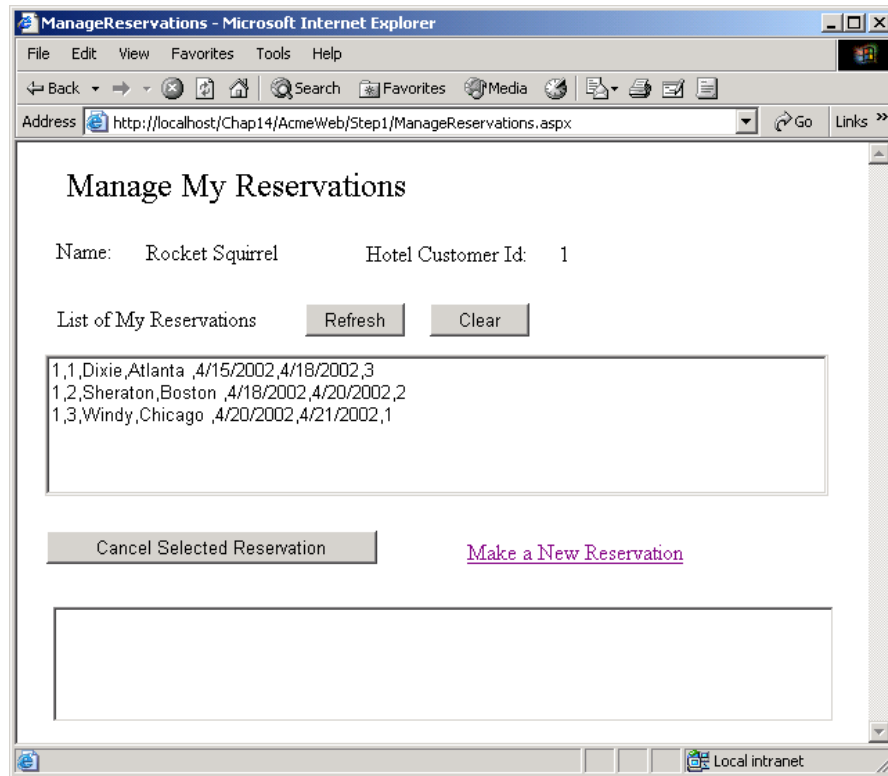 ManageReservations - Microsoft Internet Explorer
File Edit View Favorites Tools Help
Back Search Favorites Media
Address http://localhost/Chap14/AcmeWeb/Step1/ManageReservations.aspx Go Links »
Manage My Reservations
Name: Rocket Squirrel Hotel Customer Id: 1
List of My Reservations Refresh Clear
1,1,Dixie,Atlanta ,4/15/2002,4/18/2002,3
1,2,Sheraton,Boston ,4/18/2002,4/20/2002,2
1,3,Windy,Chicago ,4/20/2002,4/21/2002,1
Cancel Selected Reservation Make a New Reservation
Local intranet